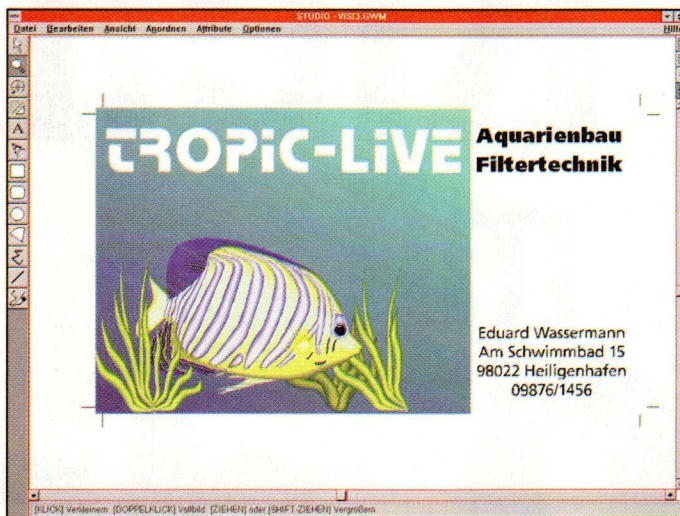 STUDIO - VISI3.GWM
Datei Bearbeiten Ansicht Anordnen Attribute Optionen Hilfe
A
TROPiC-LiVE
Aquarienbau
Filtertechnik
Eduard Wassermann
Am Schwimmbad 15
98022 Heiligenhafen
09876/1456
[KLICK] Verkleinern [DOPPELKLICK] Vollbild [ZIEHEN] oder [SHIFT-ZIEHEN] Vergrößern